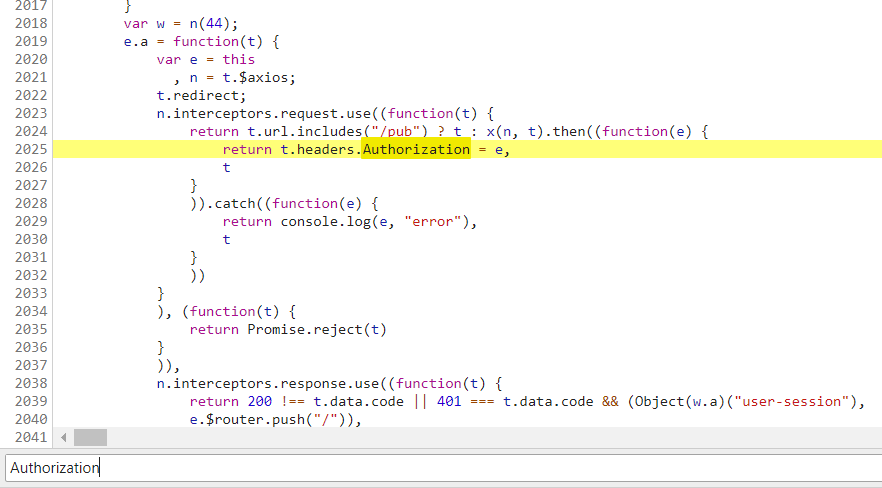 2017 }
2018 var w = n(44);
2019 e.a = function(t) {
2020 var e = this
2021 , n = t.$axios;
2022 t.redirect;
2023 n.interceptors.request.use((function(t) {
2024 return t.url.includes("/pub") ? t : x(n, t).then((function(e) {
2025 return t.headers.Authorization = e,
2026 t
2027 }
2028 )).catch((function(e) {
2029 return console.log(e, "error"),
2030 t
2031 }
2032 ))
2033 }
2034 ), (function(t) {
2035 return Promise.reject(t)
2036 }
2037 )),
2038 n.interceptors.response.use((function(t) {
2039 return 200 !== t.data.code || 401 === t.data.code && (Object(w.a)("user-session"),
2040 e.$router.push("/")),
2041
Authorization